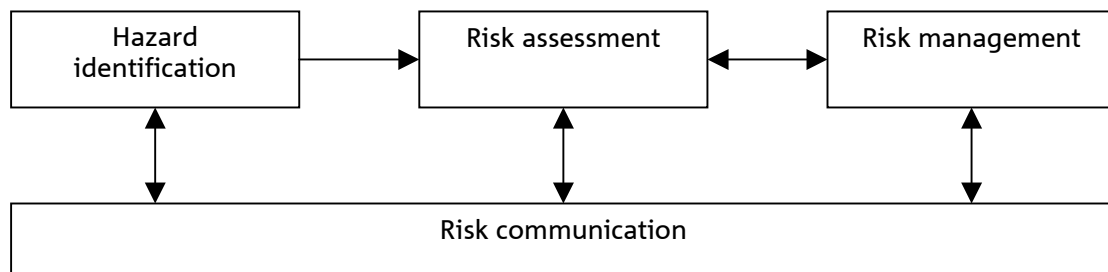 Hazard
identification
Risk assessment
Risk management
Risk communication